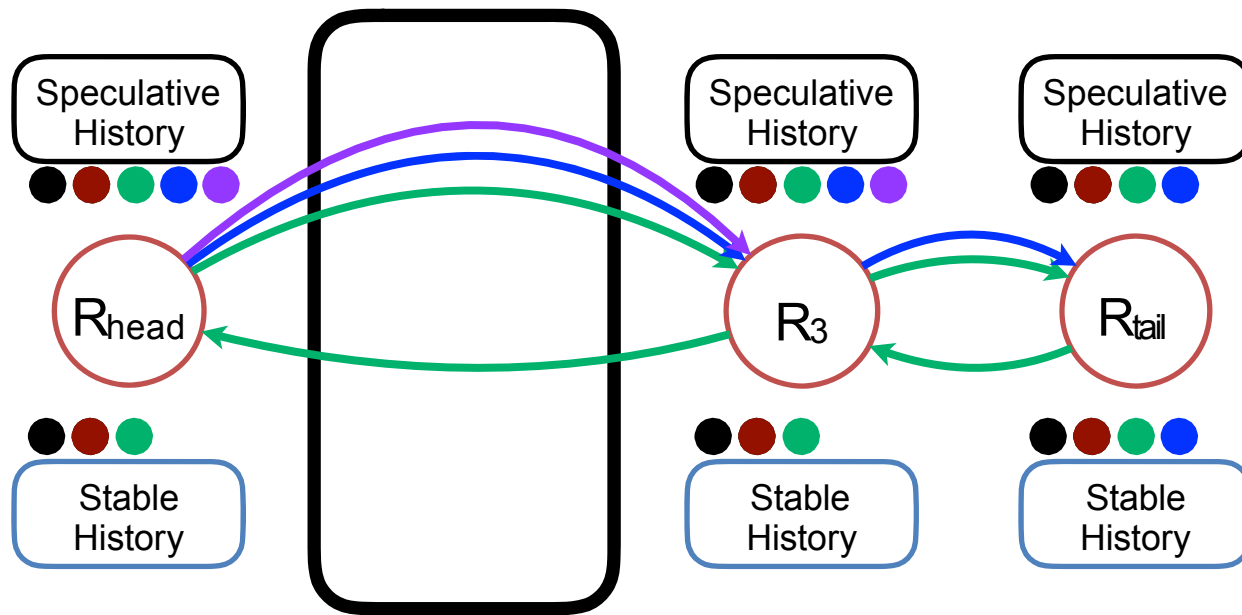 Speculative
History
Speculative
History
Speculative
History
Rhead
R3
Rtail
Stable
History
Stable
History
Stable
History